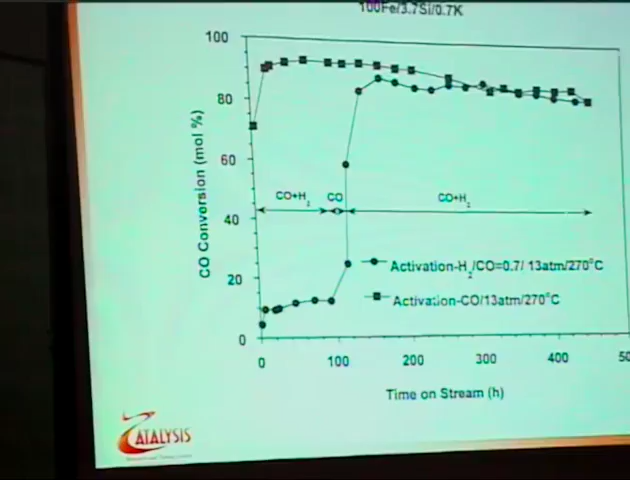 100Fe/3.7Si/0.7K
100
80
60
40
20
0
CO Conversion (mol %)
CO+H2
CO
CO+H2
Activation-H2/CO=0.7/ 13atm/270°C
Activation-CO/13atm/270°C
0
100
200
300
400
50
Time on Stream (h)
CATALYSIS